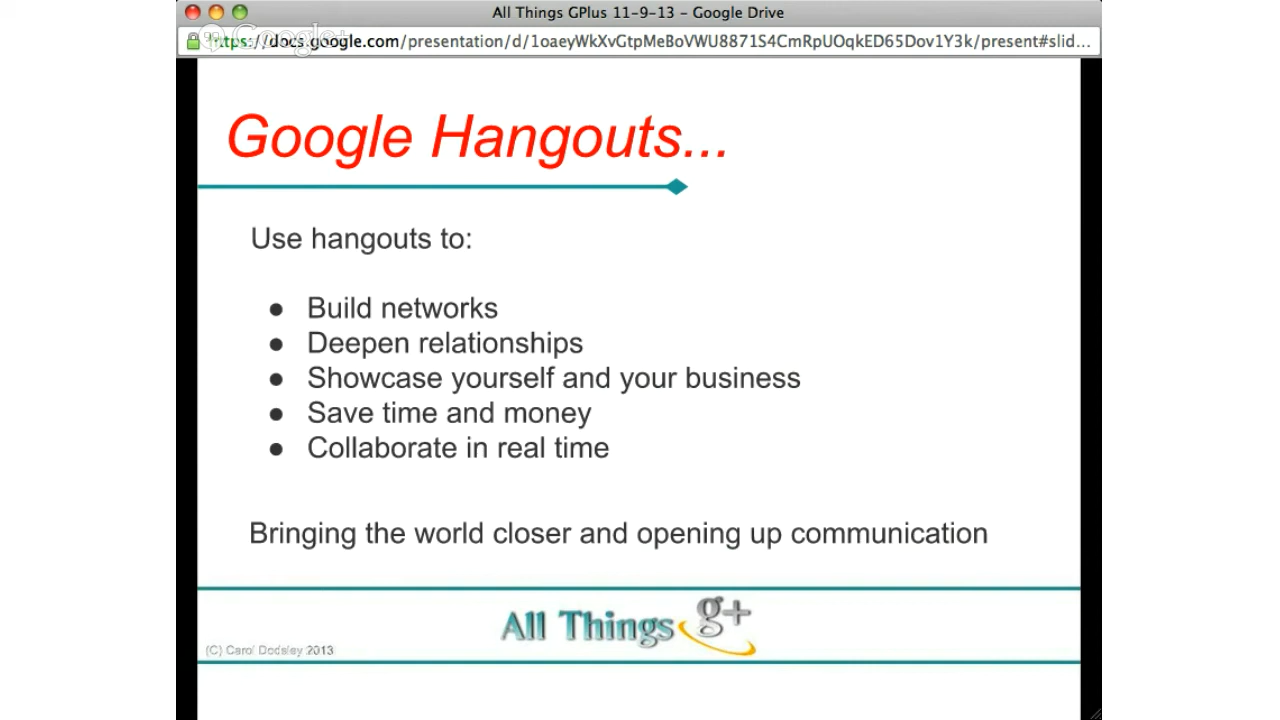 All Things GPlus 11-9-13 – Google Drive
Google+
https://docs.google.com/presentation/d/1oaeyWkXvGtpMeBoVWU8871S4CmRpUOqkED65Dov1Y3k/present#slid...
Google Hangouts...
Use hangouts to:
● Build networks
● Deepen relationships
● Showcase yourself and your business
● Save time and money
● Collaborate in real time
Bringing the world closer and opening up communication
All Things g+
(C) Carol Dodsley 2013